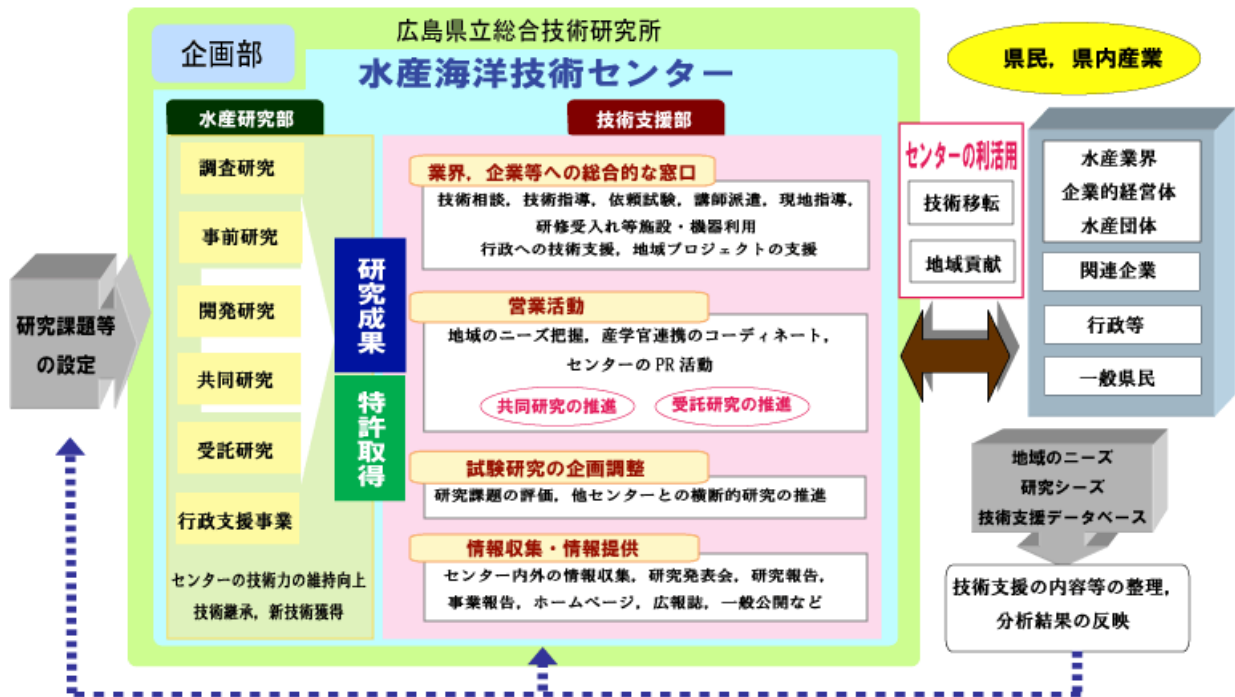 広島県立総合技術研究所
企画部
水産海洋技術センター
県民，県内産業
水産研究部
技術支援部
調査研究
事前研究
開発研究
共同研究
受託研究
行政支援事業
センターの技術力の維持向上
技術継承，新技術獲得
研究課題等
の設定
研究成果
特許取得
業界，企業等への総合的な窓口
技術相談，技術指導，依頼試験，講師派遣，現地指導，
研修受入れ等施設・機器利用
行政への技術支援，地域プロジェクトの支援
営業活動
地域のニーズ把握，産学官連携のコーディネート，
センターのPR活動
共同研究の推進
受託研究の推進
試験研究の企画調整
研究課題の評価，他センターとの横断的研究の推進
情報収集・情報提供
センター内外の情報収集，研究発表会，研究報告，
事業報告，ホームページ，広報誌，一般公開など
センターの利活用
技術移転
地域貢献
水産業界
企業的経営体
水産団体
関連企業
行政等
一般県民
地域のニーズ
研究シーズ
技術支援データベース
技術支援の内容等の整理，
分析結果の反映